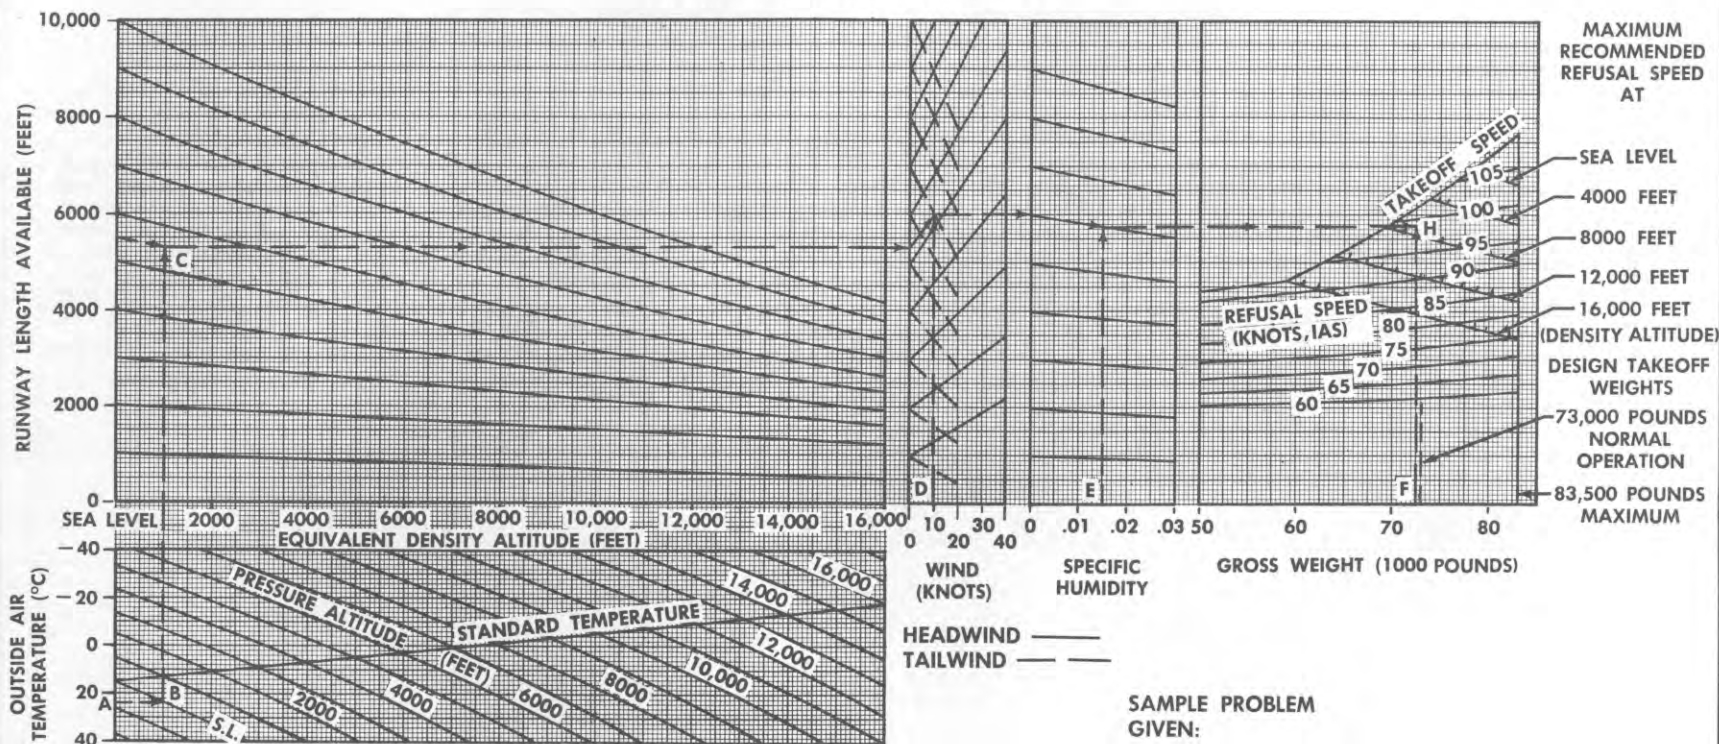 10,000
8000
6000
4000
2000
0
RUNWAY LENGTH AVAILABLE (FEET)
C
SEA LEVEL
2000
4000
6000
8000
10,000
12,000
14,000
16,000
EQUIVALENT DENSITY ALTITUDE (FEET)
−40
−20
0
20
40
OUTSIDE AIR
TEMPERATURE (°C)
A
B
PRESSURE ALTITUDE
(FEET)
STANDARD TEMPERATURE
S.L.
2000
4000
6000
8000
10,000
12,000
14,000
16,000
D
0
10
20
30
40
WIND
(KNOTS)
HEADWIND
TAILWIND
E
0
.01
.02
.03
SPECIFIC
HUMIDITY
TAKEOFF SPEED
105
100
H
95
90
85
80
75
70
65
60
REFUSAL SPEED
(KNOTS, IAS)
F
50
60
70
80
GROSS WEIGHT (1000 POUNDS)
MAXIMUM
RECOMMENDED
REFUSAL SPEED
AT
SEA LEVEL
4000 FEET
8000 FEET
12,000 FEET
16,000 FEET
(DENSITY ALTITUDE)
DESIGN TAKEOFF
WEIGHTS
73,000 POUNDS
NORMAL
OPERATION
83,500 POUNDS
MAXIMUM
SAMPLE PROBLEM
GIVEN: